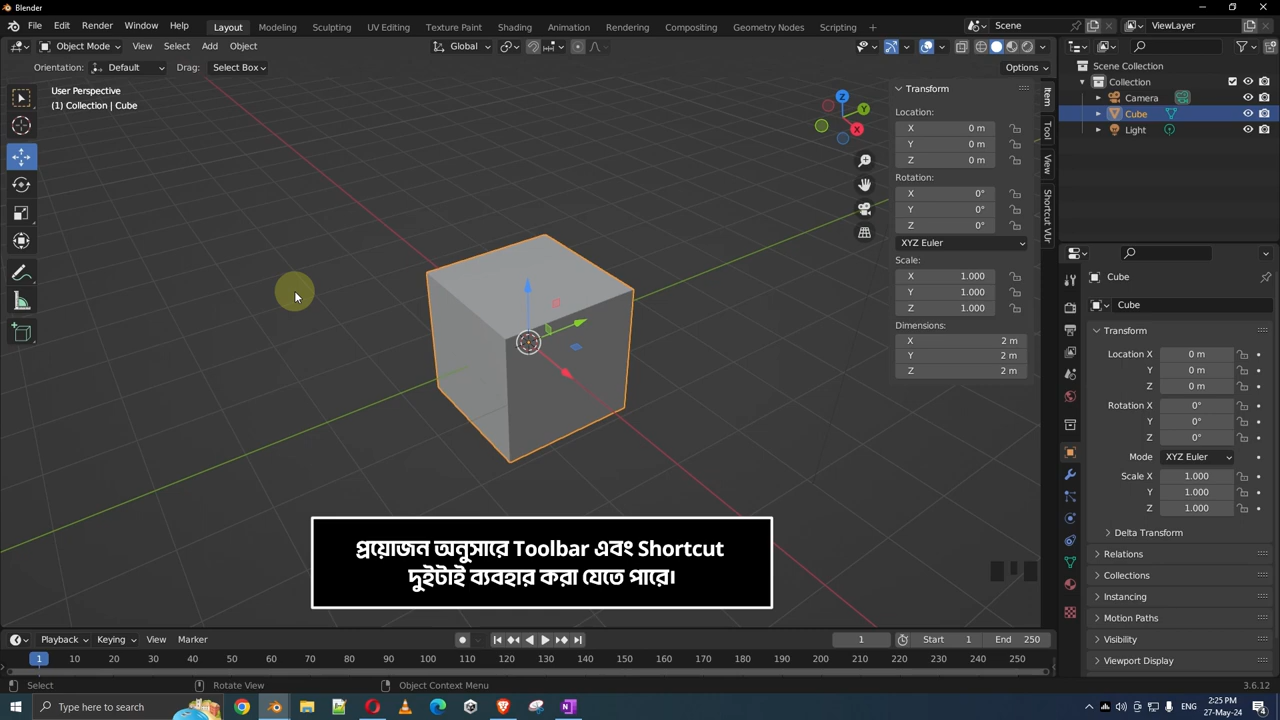 Blender
File Edit Render Window Help Layout Modeling Sculpting UV Editing Texture Paint Shading Animation Rendering Compositing Geometry Nodes Scripting + Scene ViewLayer
Object Mode View Select Add Object Global
Orientation: Default Drag: Select Box Options
User Perspective
(1) Collection | Cube
Transform
Location:
X 0 m
Y 0 m
Z 0 m
Rotation:
X 0°
Y 0°
Z 0°
XYZ Euler
Scale:
X 1.000
Y 1.000
Z 1.000
Dimensions:
X 2 m
Y 2 m
Z 2 m
Item
Tool
View
Shortcut VUr
Z
Y
X
Scene Collection
Collection
Camera
Cube
Light
Cube
Cube
Transform
Location X 0 m
Y 0 m
Z 0 m
Rotation X 0°
Y 0°
Z 0°
Mode XYZ Euler
Scale X 1.000
Y 1.000
Z 1.000
Delta Transform
Relations
Collections
Instancing
Motion Paths
Visibility
Viewport Display
প্রয়োজন অনুসারে Toolbar এবং Shortcut
দুইটাই ব্যবহার করা যেতে পারে।
Playback Keying View Marker 1 Start 1 End 250
1 10 20 30 40 50 60 70 80 90 100 110 120 130 140 150 160 170 180 190 200 210 220 230 240 250
Select Rotate View Object Context Menu 3.6.12
Type here to search
2:25 PM
27-May-24